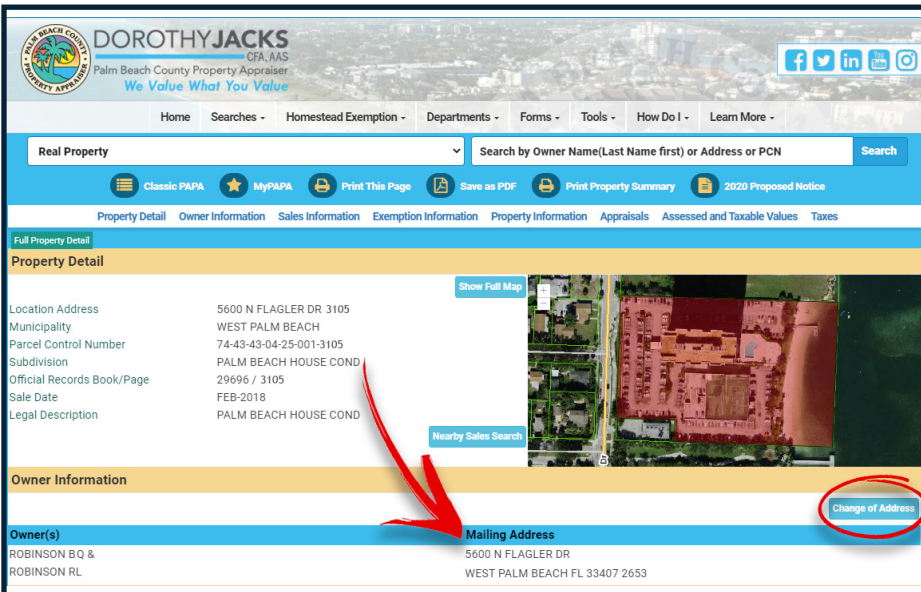 PALM BEACH COUNTY
PROPERTY APPRAISER
DOROTHYJACKS
CFA, AAS
Palm Beach County Property Appraiser
We Value What You Value
You
Tube
Home Searches - Homestead Exemption - Departments - Forms - Tools - How Do I - Learn More -
Real Property Search by Owner Name(Last Name first) or Address or PCN Search
Classic PAPA MyPAPA Print This Page Save as PDF Print Property Summary 2020 Proposed Notice
Property Detail Owner Information Sales Information Exemption Information Property Information Appraisals Assessed and Taxable Values Taxes
Full Property Detail
Property Detail
Show Full Map
Location Address 5600 N FLAGLER DR 3105
Municipality WEST PALM BEACH
Parcel Control Number 74-43-43-04-25-001-3105
Subdivision PALM BEACH HOUSE COND
Official Records Book/Page 29696 / 3105
Sale Date FEB-2018
Legal Description PALM BEACH HOUSE COND
Nearby Sales Search
Dr
Owner Information
Change of Address
Owner(s) Mailing Address
ROBINSON BQ & 5600 N FLAGLER DR
ROBINSON RL WEST PALM BEACH FL 33407 2653